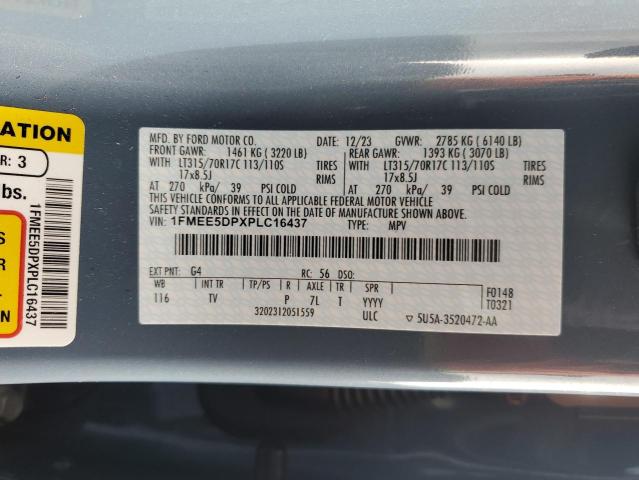 ATION
R: 3
bs.
S
R
1FMEE5DPXPLC16437
MFD. BY FORD MOTOR CO. DATE: 12/23 GVWR: 2785 KG ( 6140 LB)
FRONT GAWR: 1461 KG ( 3220 LB) REAR GAWR: 1393 KG ( 3070 LB)
WITH LT315/70R17C 113/110S TIRES WITH LT315/70R17C 113/110S TIRES
17x8.5J RIMS 17x8.5J RIMS
AT 270 kPa/ 39 PSI COLD AT 270 kPa/ 39 PSI COLD
THIS VEHICLE CONFORMS TO ALL APPLICABLE FEDERAL MOTOR VEHICLE
SAFETY STANDARDS IN EFFECT ON THE DATE OF MANUFACTURE SHOWN ABOVE.
VIN: 1FMEE5DPXPLC16437 TYPE: MPV
EXT PNT: G4 RC: 56 DSO:
WB INT TR TP/PS R AXLE TR SPR F0148
116 TV P 7L T YYYY T0321
3202312051559 ULC ▽ 5U5A-3520472-AA